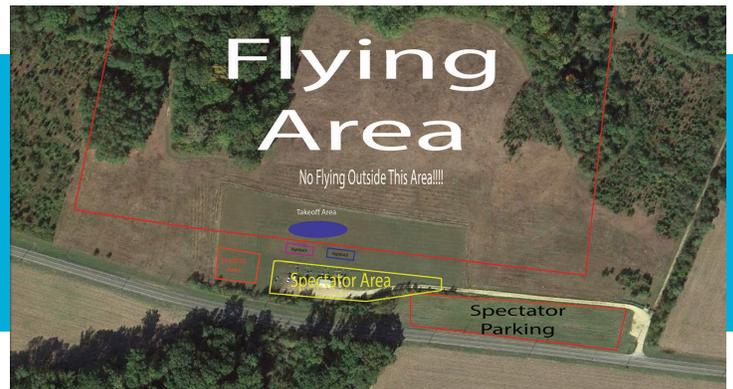 Flying
Area
No Flying Outside This Area!!!!
Takeoff Area
Spectator Area
Spectator
Parking